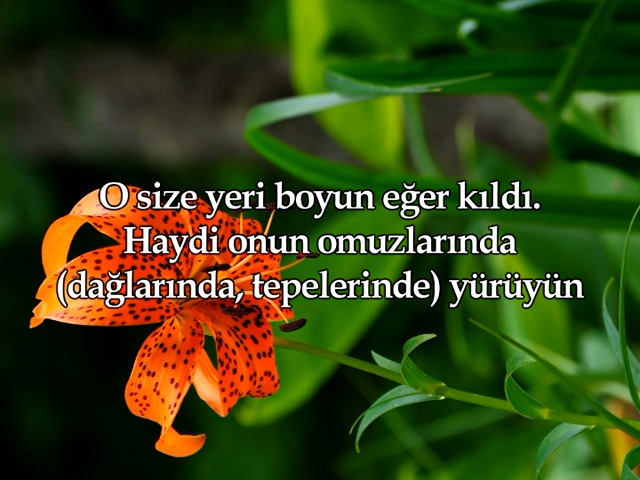 O size yeri boyun eğer kıldı.
Haydi onun omuzlarında
(dağlarında, tepelerinde) yürüyün